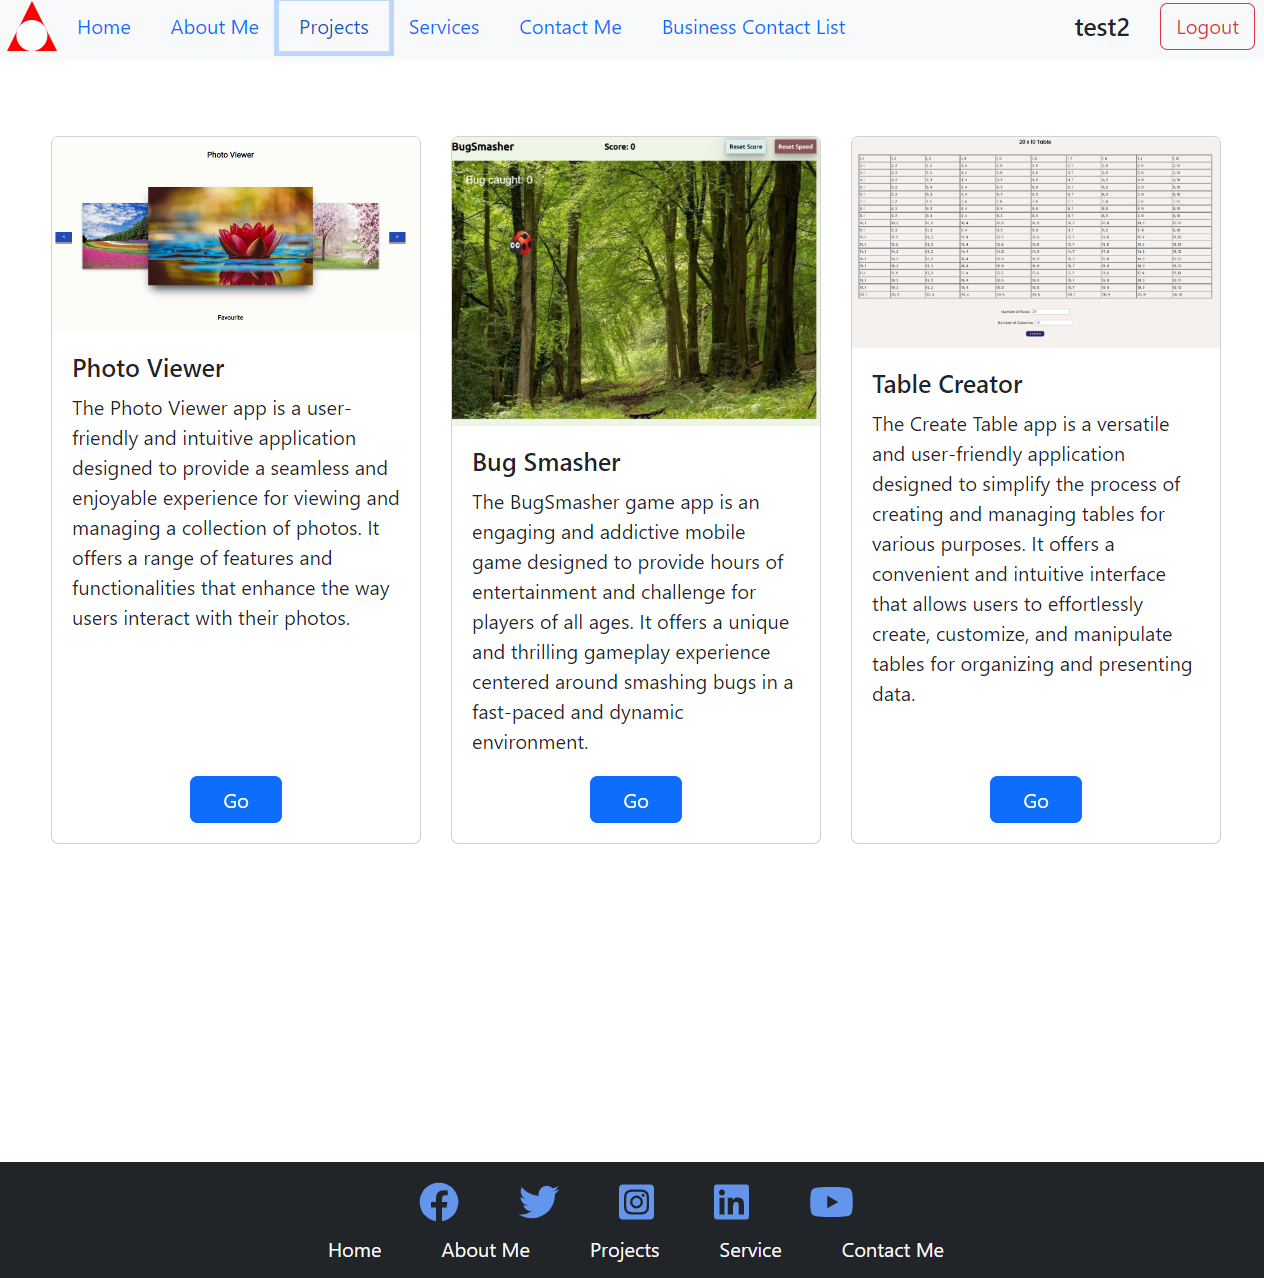 Home About Me Projects Services Contact Me Business Contact List test2 Logout
Photo Viewer
<
>
Favourite
Photo Viewer
The Photo Viewer app is a user-
friendly and intuitive application
designed to provide a seamless and
enjoyable experience for viewing and
managing a collection of photos. It
offers a range of features and
functionalities that enhance the way
users interact with their photos.
Go
BugSmasher Score: 0 Reset Score Reset Speed
Bug caught: 0
Bug Smasher
The BugSmasher game app is an
engaging and addictive mobile
game designed to provide hours of
entertainment and challenge for
players of all ages. It offers a unique
and thrilling gameplay experience
centered around smashing bugs in a
fast-paced and dynamic
environment.
Go
20 x 10 Table
Number of Rows:
Number of Columns:
Table Creator
The Create Table app is a versatile
and user-friendly application
designed to simplify the process of
creating and managing tables for
various purposes. It offers a
convenient and intuitive interface
that allows users to effortlessly
create, customize, and manipulate
tables for organizing and presenting
data.
Go
Home About Me Projects Service Contact Me